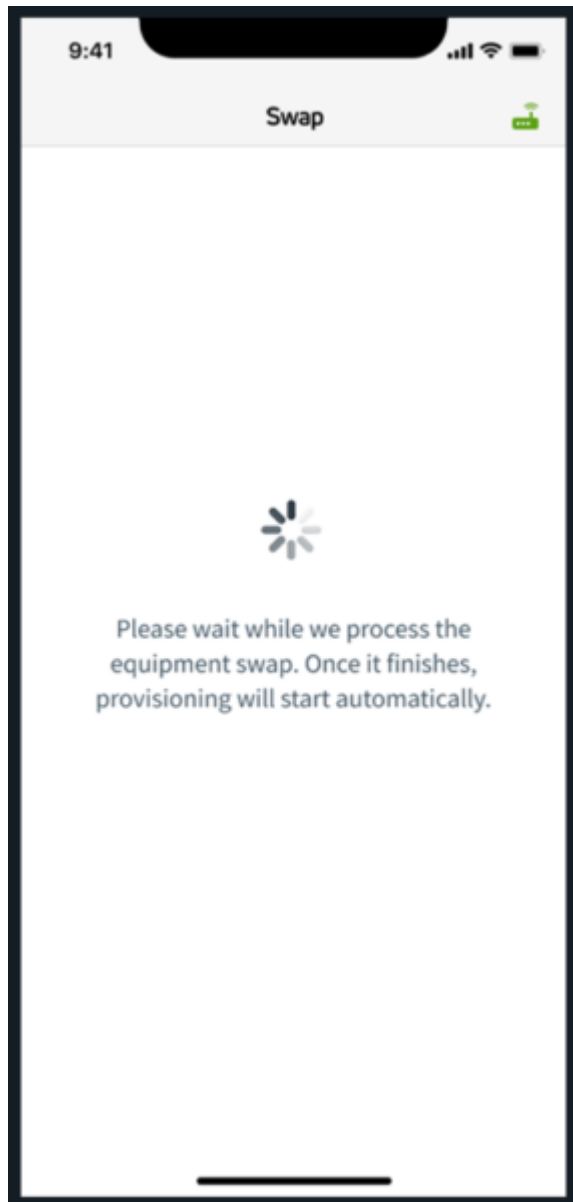 9:41
Swap
Please wait while we process the
equipment swap. Once it finishes,
provisioning will start automatically.